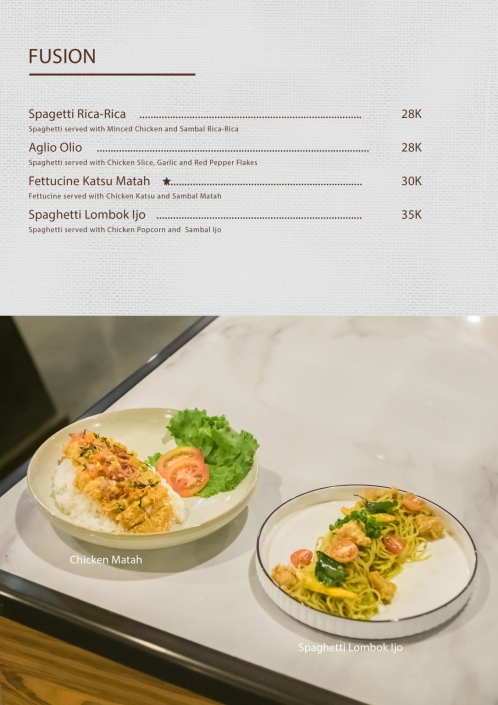 FUSION
Spagetti Rica-Rica ........................ 28K
Spaghetti served with Minced Chicken and Sambal Rica-Rica
Aglio Olio ........................ 28K
Spaghetti served with Chicken Slice, Garlic and Red Pepper Flakes
Fettucine Katsu Matah ★........................ 30K
Fettucine served with Chicken Katsu and Sambal Matah
Spaghetti Lombok Ijo ........................ 35K
Spaghetti served with Chicken Popcorn and Sambal Ijo
Chicken Matah
Spaghetti Lombok Ijo